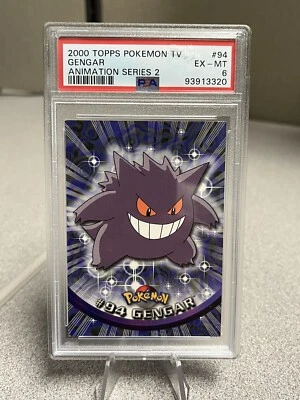 2000 TOPPS POKEMON TV #94
GENGAR EX-MT
ANIMATION SERIES 2 6
PSA 93913320
POKéMON
#94 GENGAR